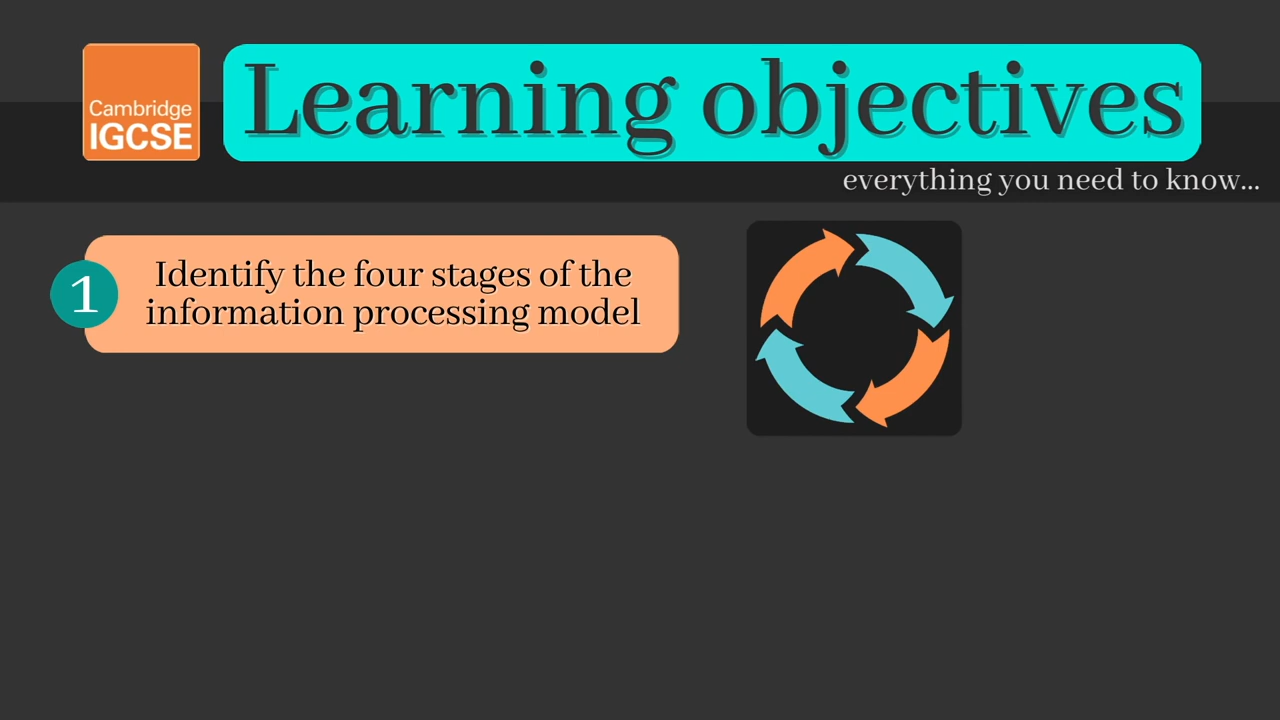 Cambridge
IGCSE
Learning objectives
everything you need to know...
1
Identify the four stages of the
information processing model